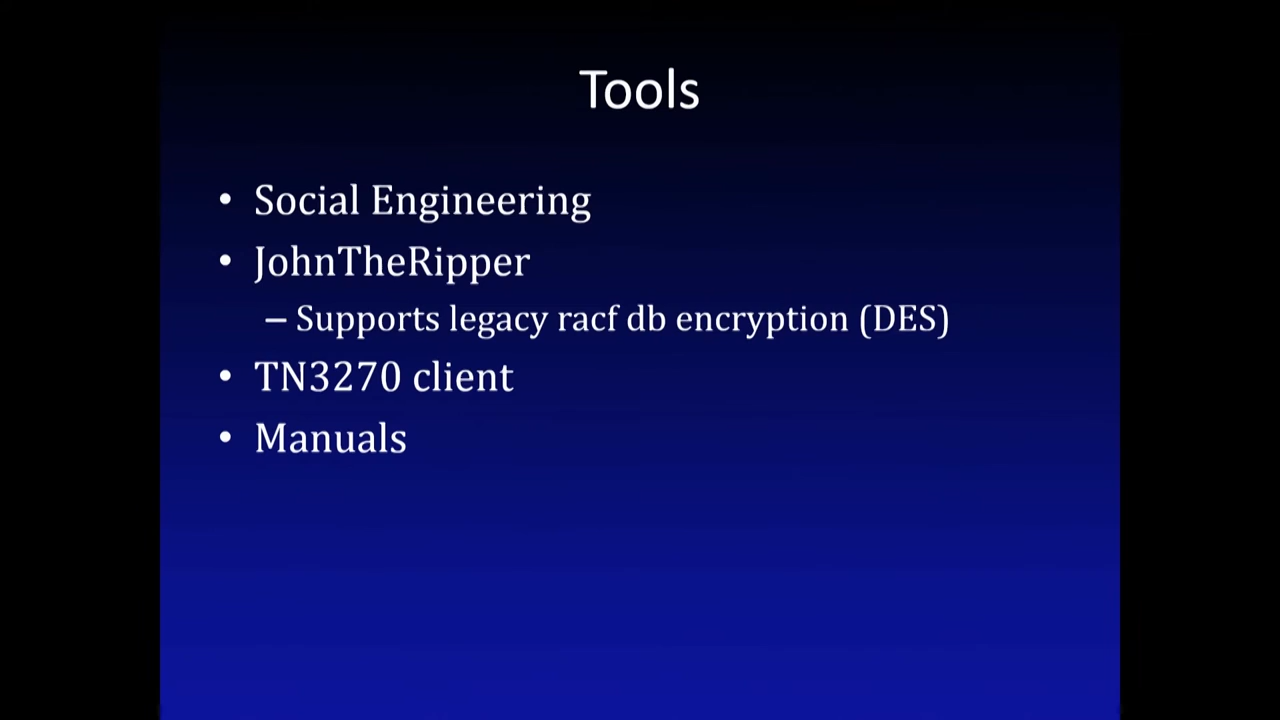 Tools
• Social Engineering
• JohnTheRipper
– Supports legacy racf db encryption (DES)
• TN3270 client
• Manuals